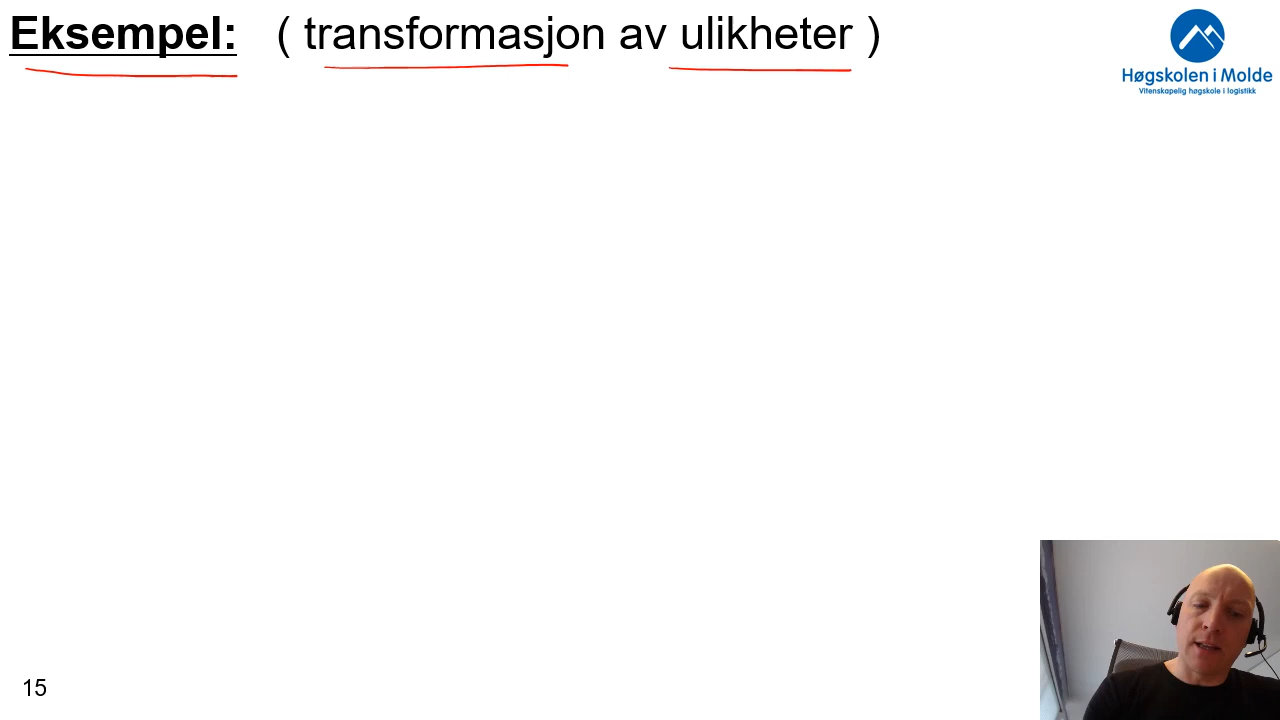 Eksempel: ( transformasjon av ulikheter )
Høgskolen i Molde
Vitenskapelig høgskole i logistikk
15